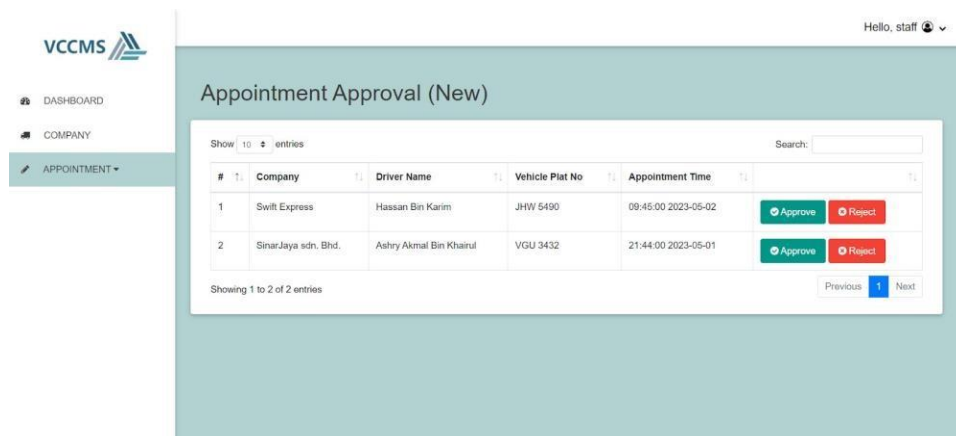 Hello, staff
VCCMS
DASHBOARD
COMPANY
APPOINTMENT
Appointment Approval (New)
Show 10 entries
Search:
# Company Driver Name Vehicle Plat No Appointment Time
1 Swift Express Hassan Bin Karim JHW 5490 09:45:00 2023-05-02 Approve Reject
2 SinarJaya sdn. Bhd. Ashry Akmal Bin Khairul VGU 3432 21:44:00 2023-05-01 Approve Reject
Showing 1 to 2 of 2 entries
Previous 1 Next